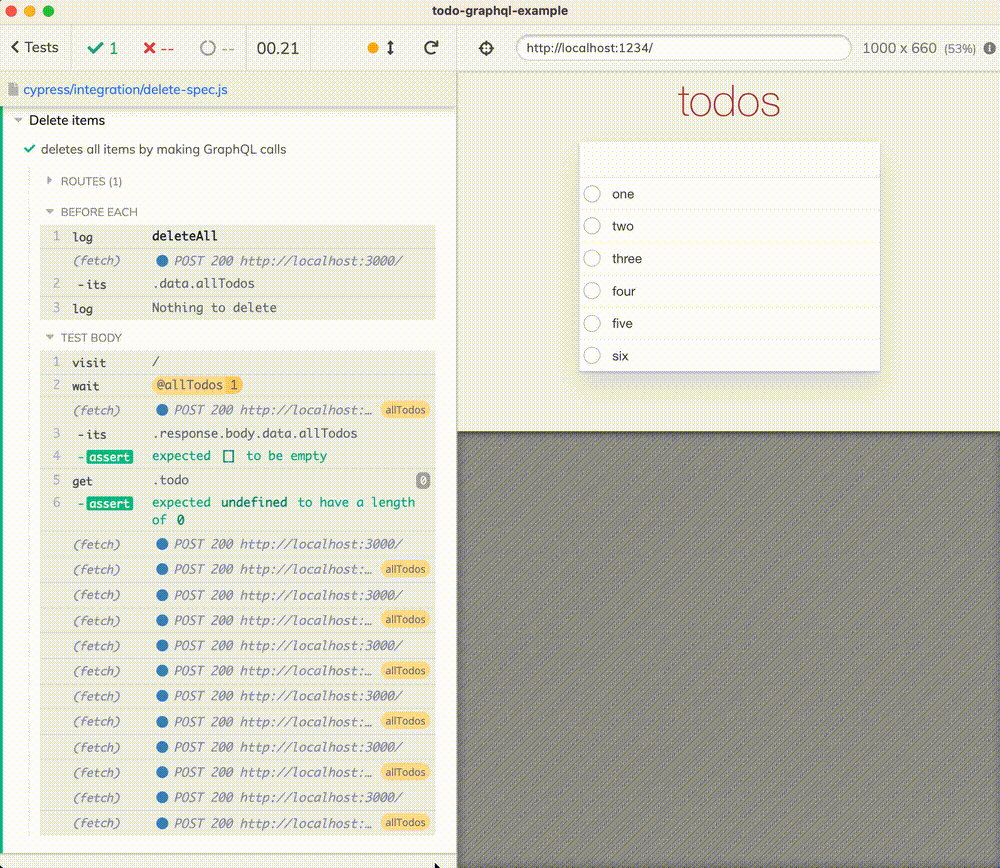 todo-graphql-example
Tests 1 -- -- 00.21
http://localhost:1234/ 1000 x 660 (53%)
cypress/integration/delete-spec.js
Delete items
deletes all items by making GraphQL calls
ROUTES (1)
BEFORE EACH
1 log deleteAll
(fetch) POST 200 http://localhost:3000/
2 -its .data.allTodos
3 log Nothing to delete
TEST BODY
1 visit /
2 wait @allTodos 1
(fetch) POST 200 http://localhost:… allTodos
3 -its .response.body.data.allTodos
4 -assert expected [] to be empty
5 get .todo 0
6 -assert expected undefined to have a length
of 0
(fetch) POST 200 http://localhost:3000/
(fetch) POST 200 http://localhost:… allTodos
(fetch) POST 200 http://localhost:3000/
(fetch) POST 200 http://localhost:… allTodos
(fetch) POST 200 http://localhost:3000/
(fetch) POST 200 http://localhost:… allTodos
(fetch) POST 200 http://localhost:3000/
(fetch) POST 200 http://localhost:… allTodos
(fetch) POST 200 http://localhost:3000/
(fetch) POST 200 http://localhost:… allTodos
(fetch) POST 200 http://localhost:3000/
(fetch) POST 200 http://localhost:… allTodos
todos
one
two
three
four
five
six